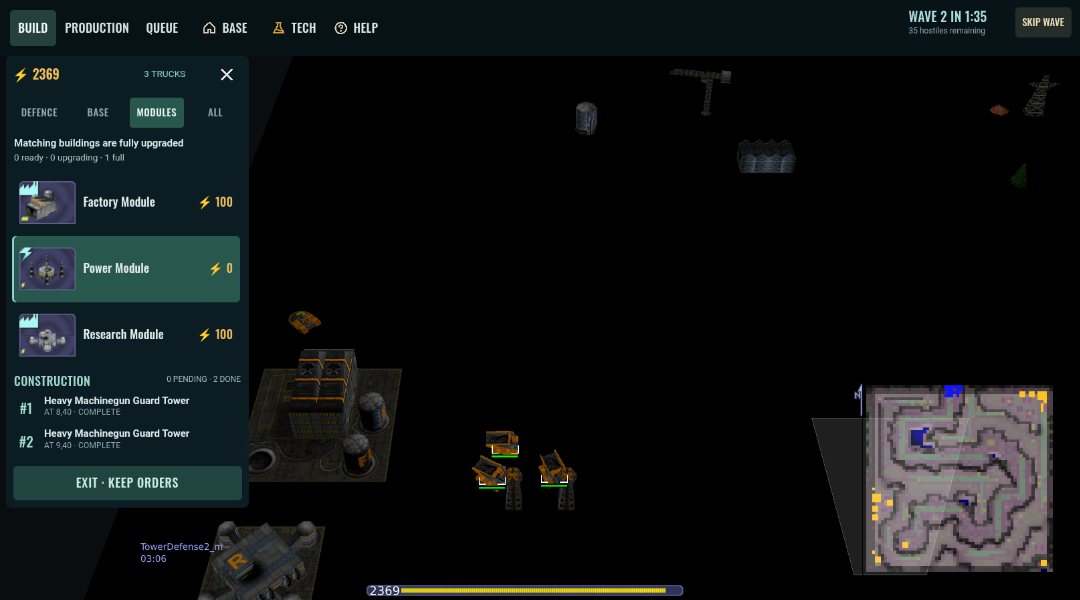 BUILD PRODUCTION QUEUE BASE TECH HELP
WAVE 2 IN 1:35
35 hostiles remaining
SKIP WAVE
2369 3 TRUCKS
DEFENCE BASE MODULES ALL
Matching buildings are fully upgraded
0 ready · 0 upgrading · 1 full
Factory Module 100
Power Module 0
Research Module 100
CONSTRUCTION 0 PENDING · 2 DONE
#1 Heavy Machinegun Guard Tower
AT 8,40 · COMPLETE
#2 Heavy Machinegun Guard Tower
AT 9,40 · COMPLETE
EXIT · KEEP ORDERS
N
R
TowerDefense2_m
03:06
2369